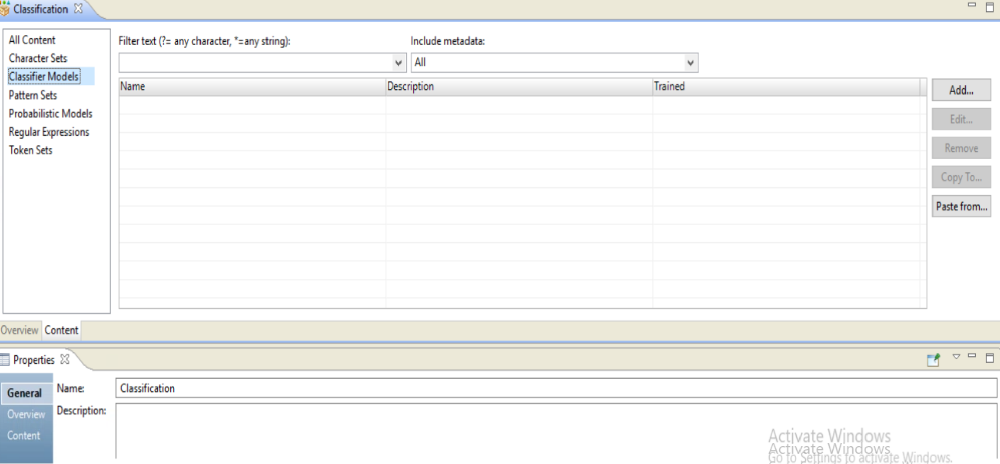 Classification
All Content
Character Sets
Classifier Models
Pattern Sets
Probabilistic Models
Regular Expressions
Token Sets
Filter text (?= any character, *=any string):
Include metadata:
All
Name Description Trained
Add...
Edit...
Remove
Copy To...
Paste from...
Overview Content
Properties
General
Overview
Content
Name: Classification
Description:
Activate Windows
Activate Windows
Go to Settings to activate Windows.